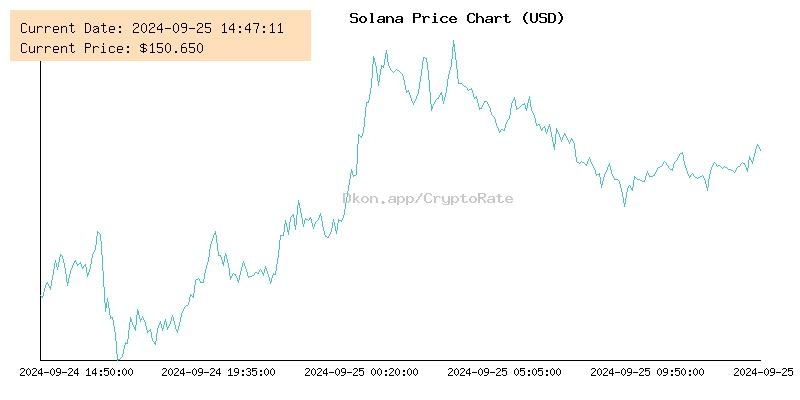 Solana Price Chart (USD)
Current Date: 2024-09-25 14:47:11
Current Price: $150.650
Dkon.app/CryptoRate
2024-09-24 14:50:00 2024-09-24 19:35:00 2024-09-25 00:20:00 2024-09-25 05:05:00 2024-09-25 09:50:00 2024-09-25